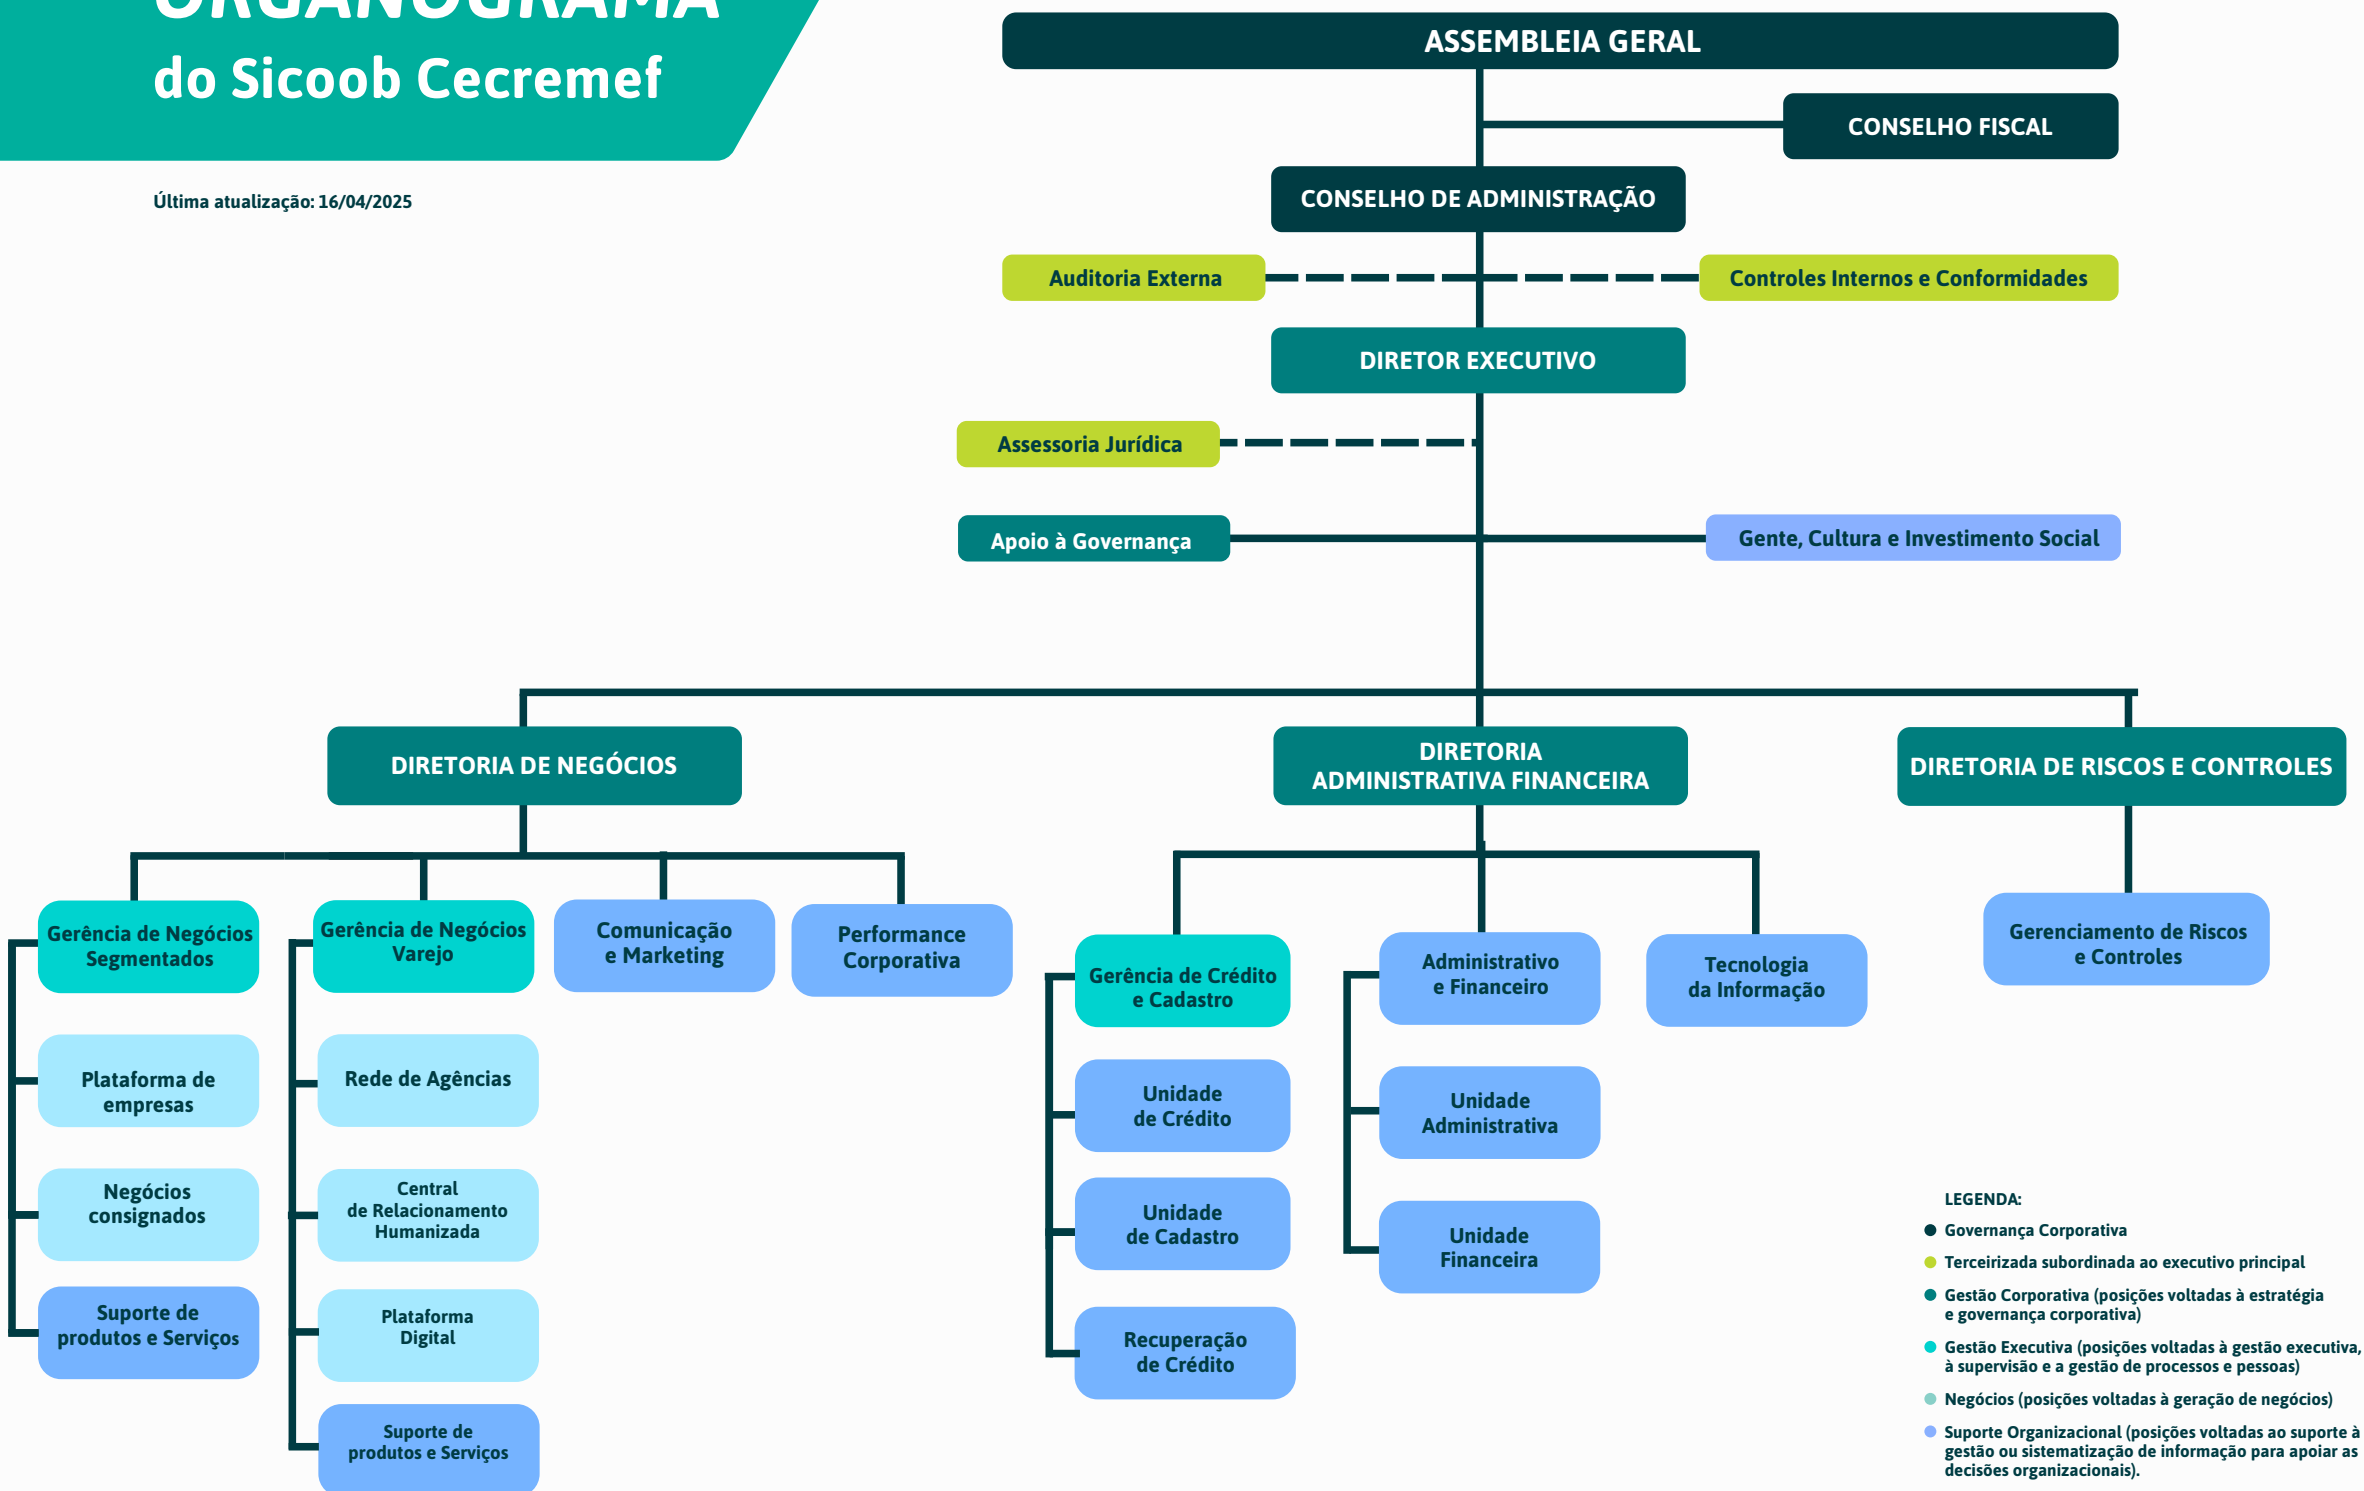 ORGANOGRAMA
do Sicoob Cecremef
Última atualização: 16/04/2025
ASSEMBLEIA GERAL
CONSELHO FISCAL
CONSELHO DE ADMINISTRAÇÃO
Auditoria Externa
Controles Internos e Conformidades
DIRETOR EXECUTIVO
Assessoria Jurídica
Apoio à Governança
Gente, Cultura e Investimento Social
DIRETORIA DE NEGÓCIOS
DIRETORIA
ADMINISTRATIVA FINANCEIRA
DIRETORIA DE RISCOS E CONTROLES
Gerência de Negócios
Segmentados
Gerência de Negócios
Varejo
Comunicação
e Marketing
Performance
Corporativa
Gerência de Crédito
e Cadastro
Administrativo
e Financeiro
Tecnologia
da Informação
Gerenciamento de Riscos
e Controles
Plataforma de
empresas
Negócios
consignados
Suporte de
produtos e Serviços
Rede de Agências
Central
de Relacionamento
Humanizada
Plataforma
Digital
Suporte de
produtos e Serviços
Unidade
de Crédito
Unidade
de Cadastro
Recuperação
de Crédito
Unidade
Administrativa
Unidade
Financeira
LEGENDA:
Governança Corporativa
Terceirizada subordinada ao executivo principal
Gestão Corporativa (posições voltadas à estratégia
e governança corporativa)
Gestão Executiva (posições voltadas à gestão executiva,
à supervisão e a gestão de processos e pessoas)
Negócios (posições voltadas à geração de negócios)
Suporte Organizacional (posições voltadas ao suporte à
gestão ou sistematização de informação para apoiar as
decisões organizacionais).